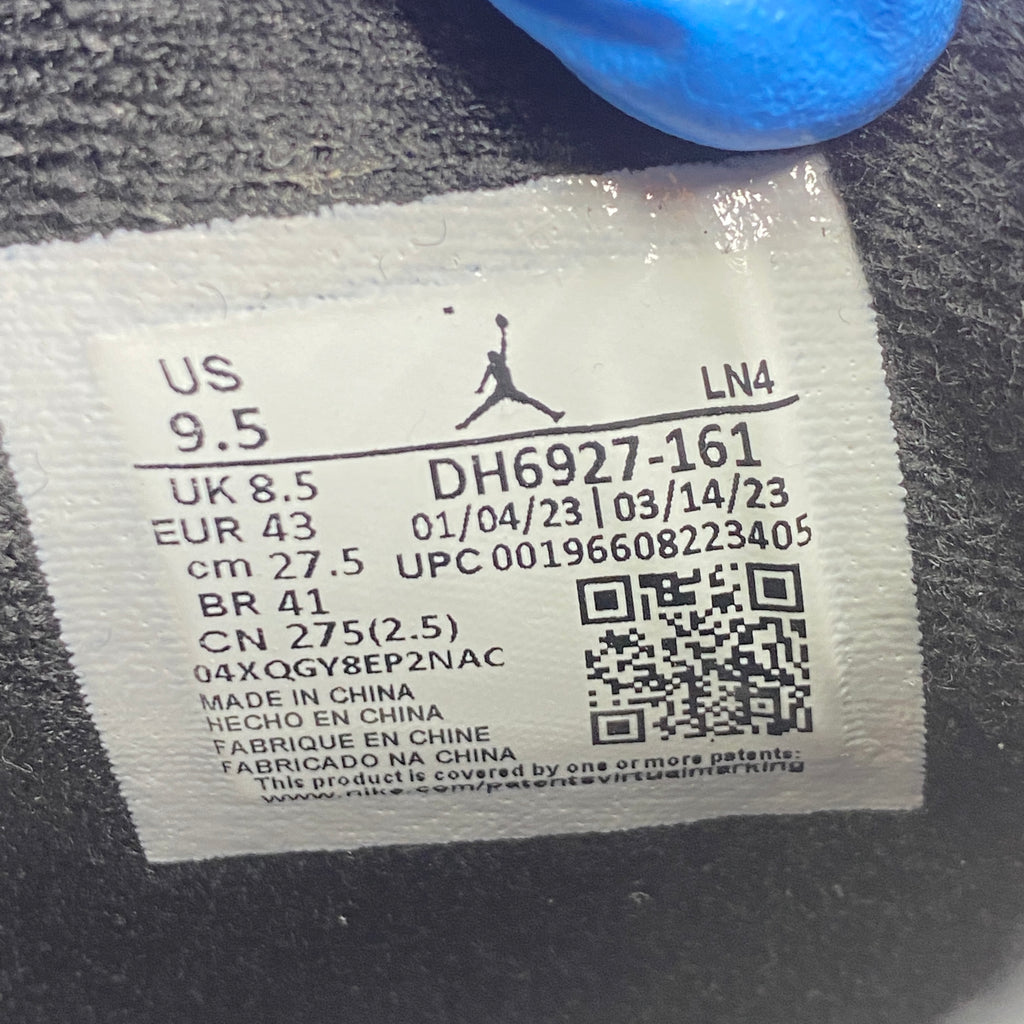 US
9.5
LN4
UK 8.5
DH6927-161
EUR 43
01/04/23 | 03/14/23
cm 27.5
UPC 00196608223405
BR 41
CN 275(2.5)
04XQGY8EP2NAC
MADE IN CHINA
HECHO EN CHINA
FABRIQUE EN CHINE
FABRICADO NA CHINA
This product is covered by one or more patents:
www.nike.com/patentsvirtualmarking